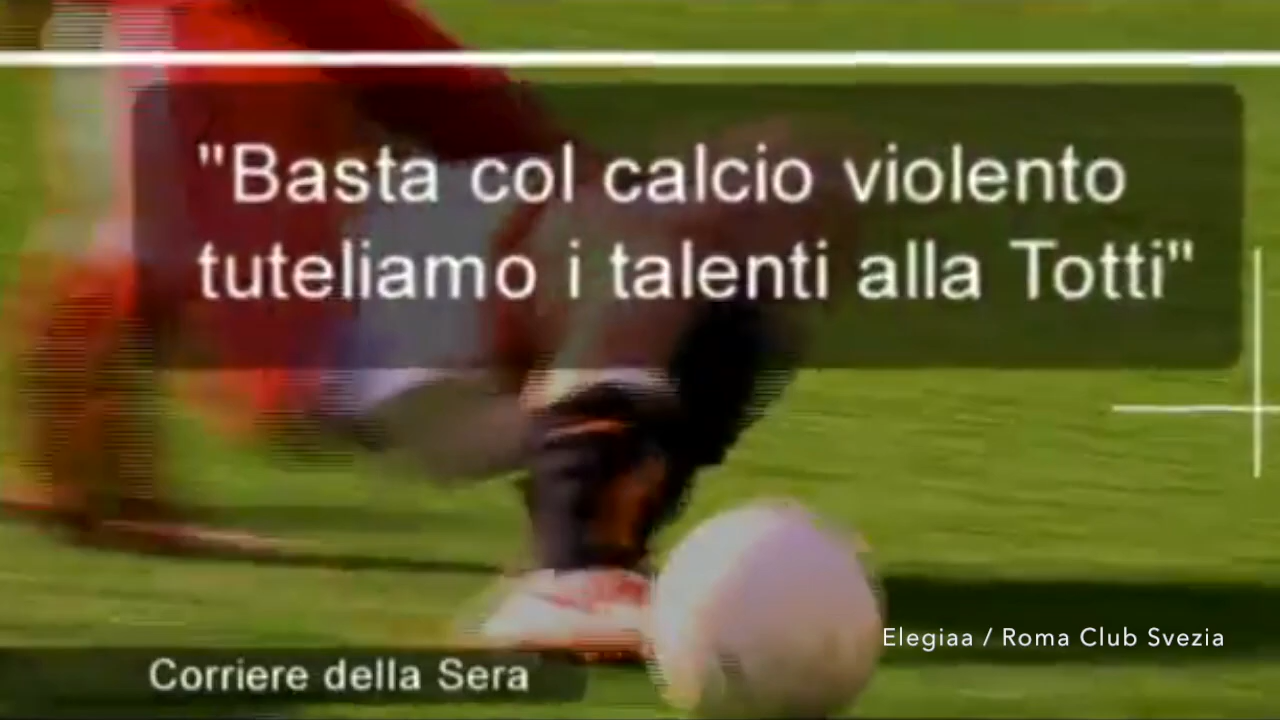 "Basta col calcio violento
tuteliamo i talenti alla Totti"
Elegiaa / Roma Club Svezia
Corriere della Sera